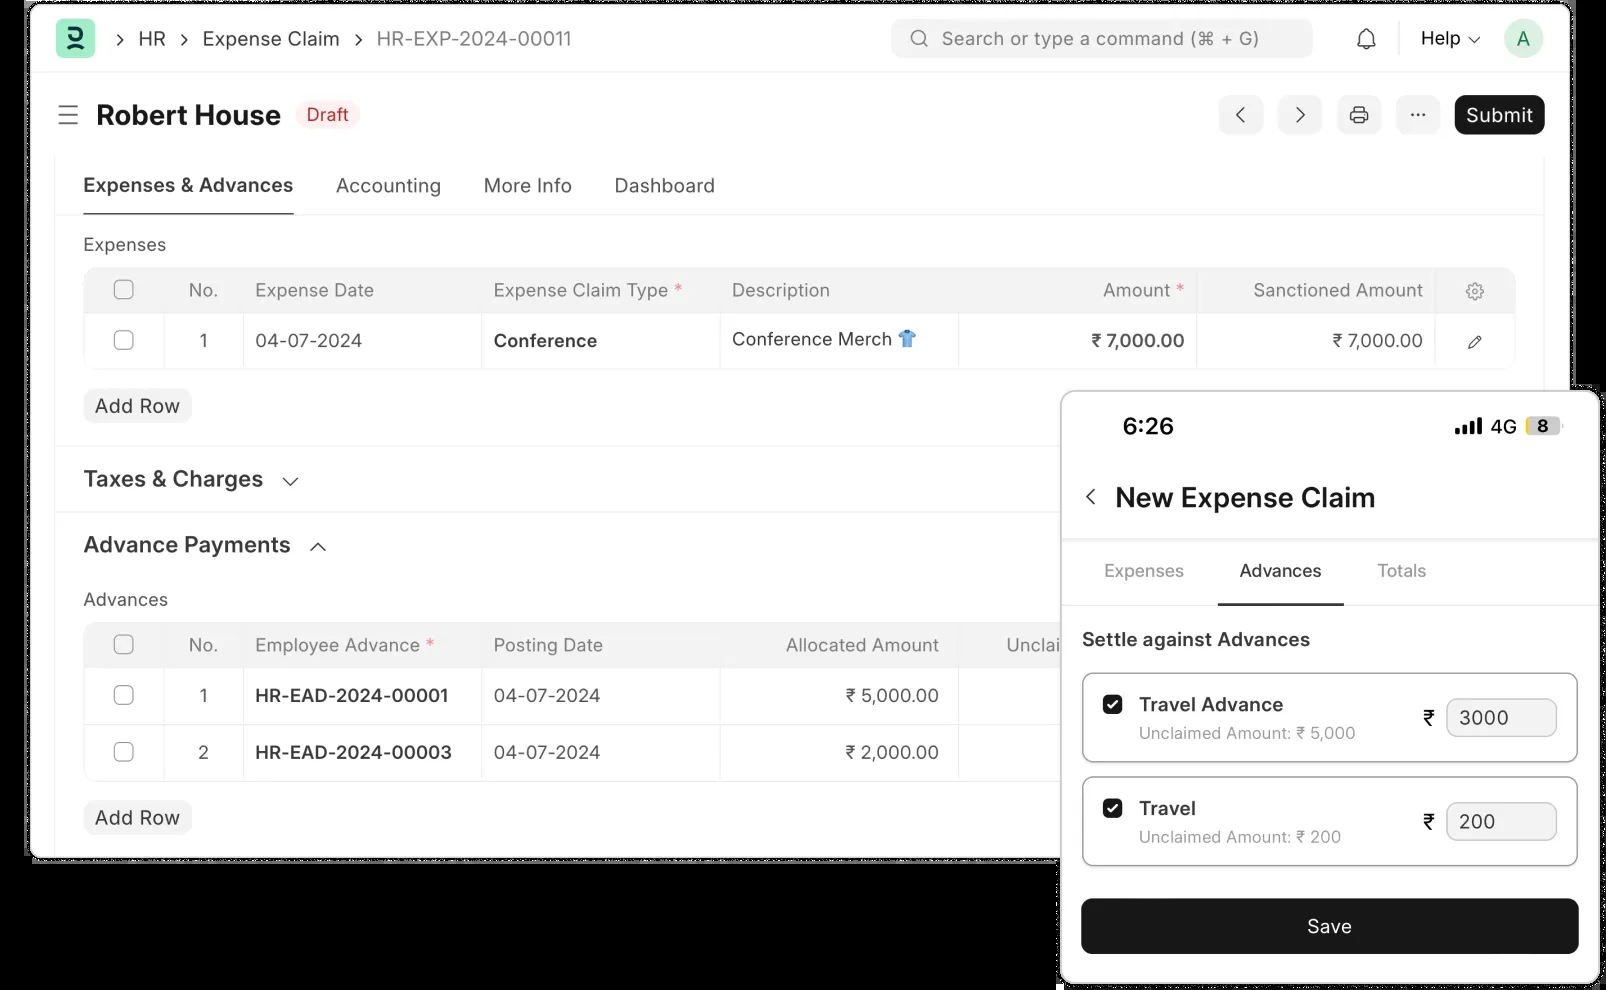 HR
Expense Claim
HR-EXP-2024-00011
Search or type a command (⌘ + G)
Help
A
Robert House
Draft
Submit
Expenses & Advances
Accounting
More Info
Dashboard
Expenses
No. Expense Date Expense Claim Type * Description Amount * Sanctioned Amount
1 04-07-2024 Conference Conference Merch 👕 ₹ 7,000.00 ₹ 7,000.00
Add Row
Taxes & Charges
Advance Payments
Advances
No. Employee Advance * Posting Date Allocated Amount Unclai
1 HR-EAD-2024-00001 04-07-2024 ₹ 5,000.00
2 HR-EAD-2024-00003 04-07-2024 ₹ 2,000.00
Add Row
6:26
4G 8
New Expense Claim
Expenses
Advances
Totals
Settle against Advances
Travel Advance
Unclaimed Amount: ₹ 5,000
₹ 3000
Travel
Unclaimed Amount: ₹ 200
₹ 200
Save